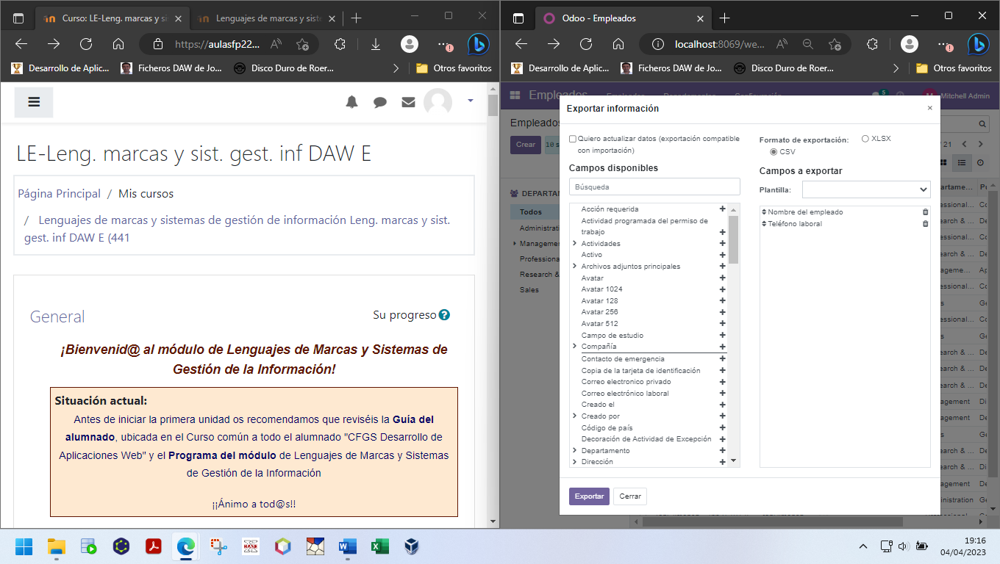 Curso: LE-Leng. marcas y si
Lenguajes de marcas y siste
https://aulasfp22...
Desarrollo de Aplic...
Ficheros DAW de Jo...
Disco Duro de Roer...
Otros favoritos
LE-Leng. marcas y sist. gest. inf DAW E
Página Principal / Mis cursos
/ Lenguajes de marcas y sistemas de gestión de información Leng. marcas y sist.
gest. inf DAW E (441
General
Su progreso
¡Bienvenid@ al módulo de Lenguajes de Marcas y Sistemas de
Gestión de la Información!
Situación actual:
Antes de iniciar la primera unidad os recomendamos que reviséis la Guía del
alumnado, ubicada en el Curso común a todo el alumnado "CFGS Desarrollo de
Aplicaciones Web" y el Programa del módulo de Lenguajes de Marcas y Sistemas
de Gestión de la Información
¡¡Ánimo a tod@s!!
Odoo - Empleados
localhost:8069/we...
Desarrollo de Aplic...
Ficheros DAW de Jo...
Disco Duro de Roer...
Otros favoritos
Empleados
5
Mitchell Admin
Empleados
Crear
10 s
/ 21
DEPARTAM
Todos
Administrati
Managemen
Professiona
Research &
Sales
Exportar información
×
Quiero actualizar datos (exportación compatible
con importación)
Formato de exportación: XLSX
CSV
Campos disponibles
Búsqueda
Acción requerida
Actividad programada del permiso de
trabajo
Actividades
Activo
Archivos adjuntos principales
Avatar
Avatar 1024
Avatar 128
Avatar 256
Avatar 512
Campo de estudio
Compañía
Contacto de emergencia
Copia de la tarjeta de identificación
Correo electronico privado
Correo electrónico laboral
Creado el
Creado por
Código de país
Decoración de Actividad de Excepción
Departamento
Dirección
Campos a exportar
Plantilla:
Nombre del empleado
Teléfono laboral
Exportar
Cerrar
19:16
04/04/2023